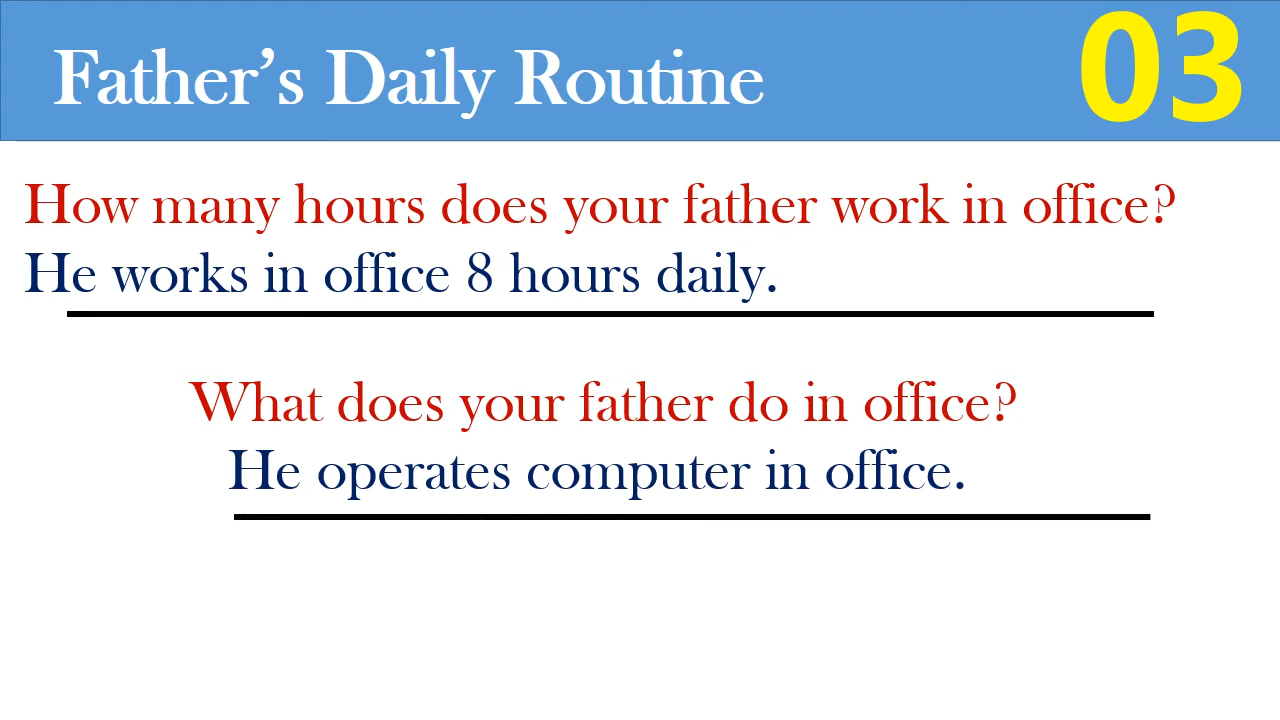 Father’s Daily Routine
03
How many hours does your father work in office?
He works in office 8 hours daily.
What does your father do in office?
He operates computer in office.